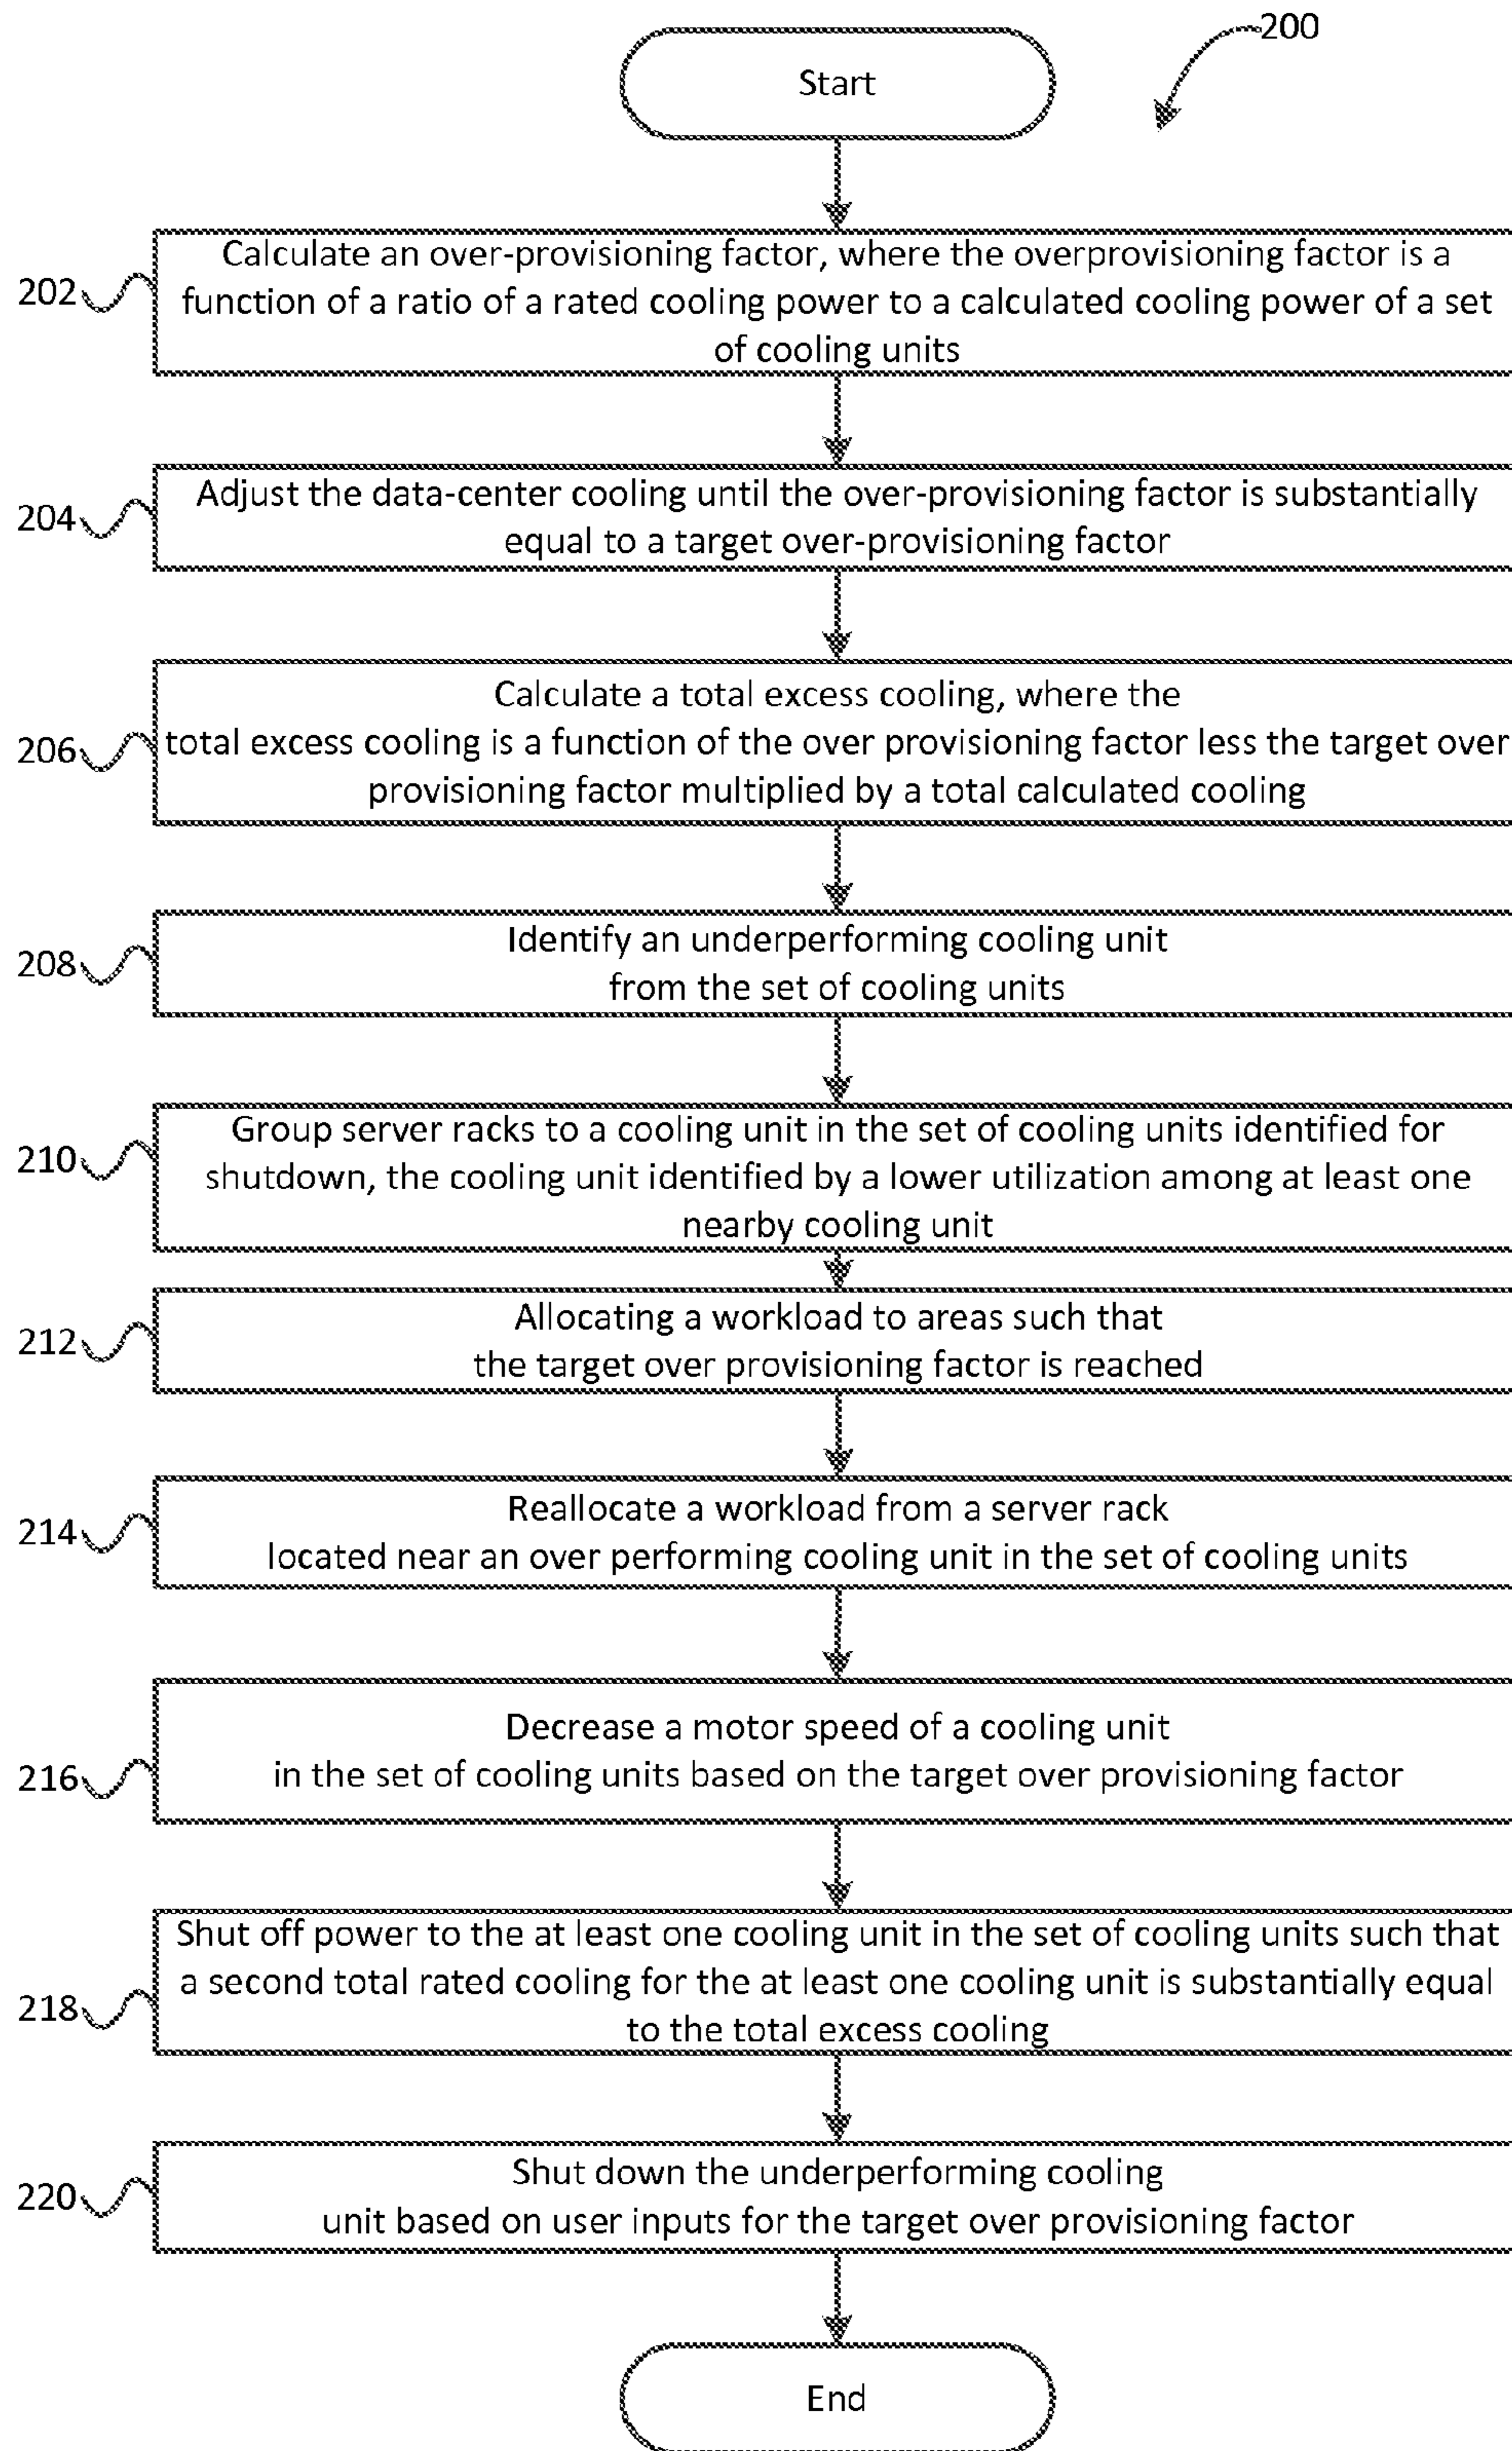 200
Start
202
Calculate an over-provisioning factor, where the overprovisioning factor is a
function of a ratio of a rated cooling power to a calculated cooling power of a set
of cooling units
204
Adjust the data-center cooling until the over-provisioning factor is substantially
equal to a target over-provisioning factor
206
Calculate a total excess cooling, where the
total excess cooling is a function of the over provisioning factor less the target over
provisioning factor multiplied by a total calculated cooling
208
Identify an underperforming cooling unit
from the set of cooling units
210
Group server racks to a cooling unit in the set of cooling units identified for
shutdown, the cooling unit identified by a lower utilization among at least one
nearby cooling unit
212
Allocating a workload to areas such that
the target over provisioning factor is reached
214
Reallocate a workload from a server rack
located near an over performing cooling unit in the set of cooling units
216
Decrease a motor speed of a cooling unit
in the set of cooling units based on the target over provisioning factor
218
Shut off power to the at least one cooling unit in the set of cooling units such that
a second total rated cooling for the at least one cooling unit is substantially equal
to the total excess cooling
220
Shut down the underperforming cooling
unit based on user inputs for the target over provisioning factor
End